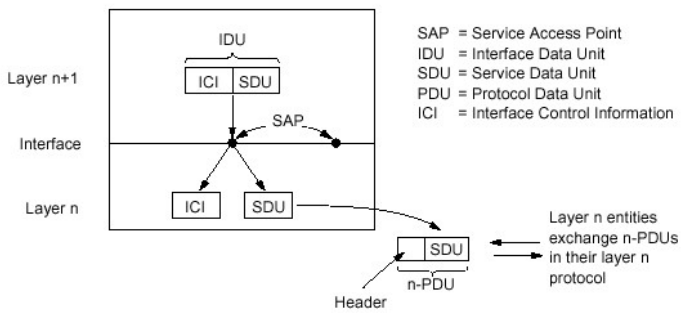 IDU
Layer n+1
ICI SDU
SAP
Interface
Layer n
ICI SDU
SAP = Service Access Point
IDU = Interface Data Unit
SDU = Service Data Unit
PDU = Protocol Data Unit
ICI = Interface Control Information
SDU
n-PDU
Header
Layer n entities
exchange n-PDUs
in their layer n
protocol